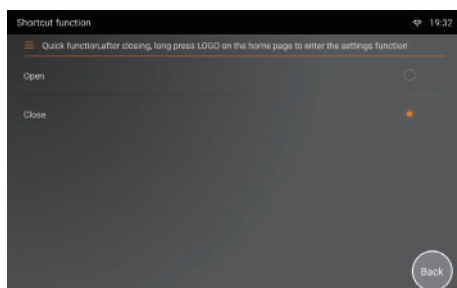 Shortcut function 19:32
Quick function,after closing, long press LOGO on the home page to enter the settings function
Open
Close
Back